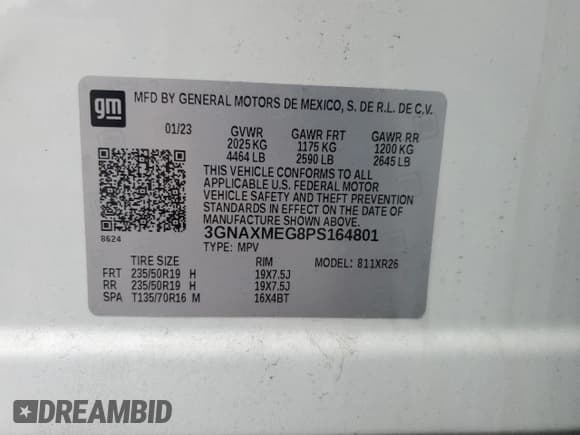 gm MFD BY GENERAL MOTORS DE MEXICO, S. DE R.L. DE C.V.
01/23 GVWR GAWR FRT GAWR RR
2025 KG 1175 KG 1200 KG
4464 LB 2590 LB 2645 LB
THIS VEHICLE CONFORMS TO ALL
APPLICABLE U.S. FEDERAL MOTOR
VEHICLE SAFETY AND THEFT PREVENTION
STANDARDS IN EFFECT ON THE DATE OF
MANUFACTURE SHOWN ABOVE.
8624 3GNAXMEG8PS164801
TYPE: MPV
TIRE SIZE RIM MODEL: 811XR26
FRT 235/50R19 H 19X7.5J
RR 235/50R19 H 19X7.5J
SPA T135/70R16 M 16X4BT
DREAMBID